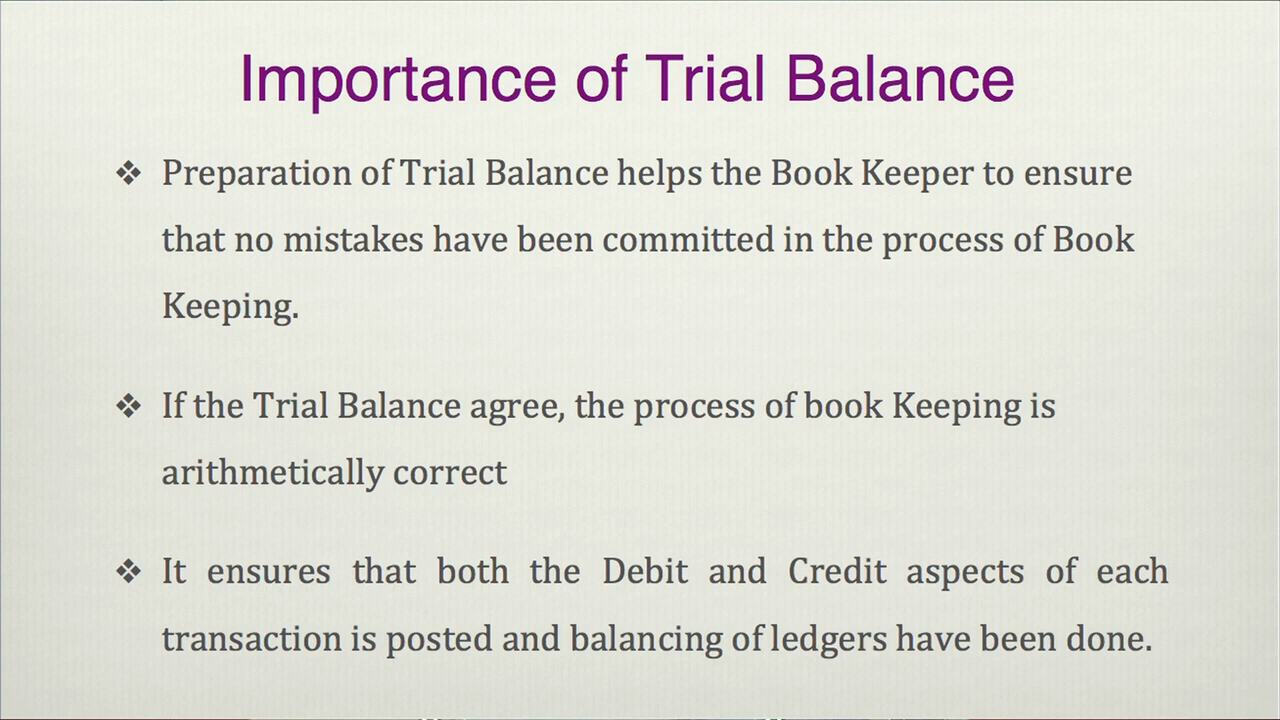 Importance of Trial Balance
❖ Preparation of Trial Balance helps the Book Keeper to ensure
that no mistakes have been committed in the process of Book
Keeping.
❖ If the Trial Balance agree, the process of book Keeping is
arithmetically correct
❖ It ensures that both the Debit and Credit aspects of each
transaction is posted and balancing of ledgers have been done.